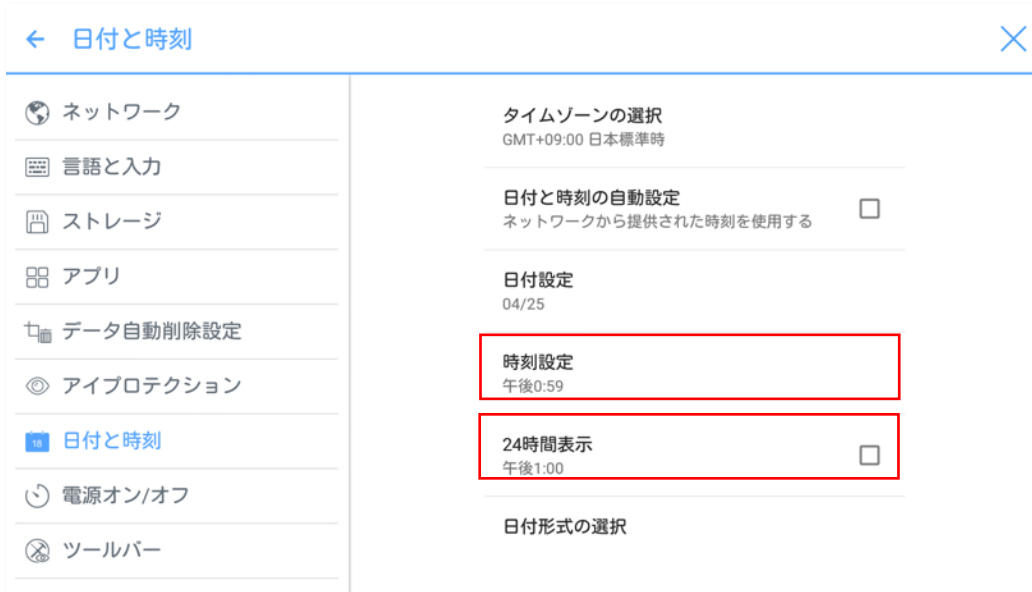 日付と時刻
ネットワーク
言語と入力
ストレージ
アプリ
データ自動削除設定
アイプロテクション
18
日付と時刻
電源オン/オフ
ツールバー
タイムゾーンの選択
GMT+09:00 日本標準時
日付と時刻の自動設定
ネットワークから提供された時刻を使用する
日付設定
04/25
時刻設定
午後0:59
24時間表示
午後1:00
日付形式の選択